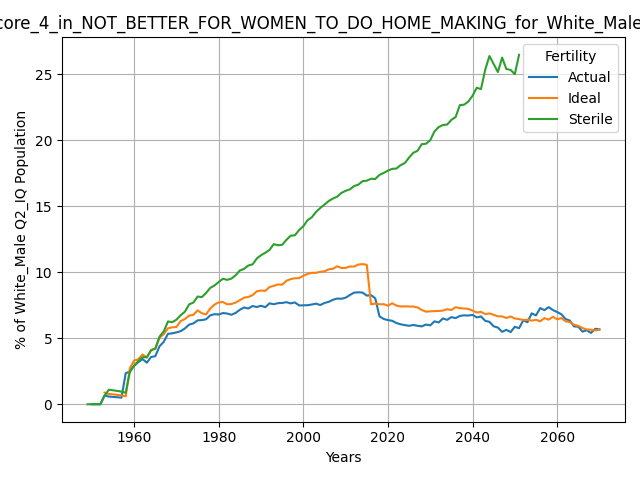 core_4_in_NOT_BETTER_FOR_WOMEN_TO_DO_HOME_MAKING_for_White_Male
Fertility
Actual
Ideal
Sterile
% of White_Male Q2_IQ Population
25
20
15
10
5
0
1960 1980 2000 2020 2040 2060
Years